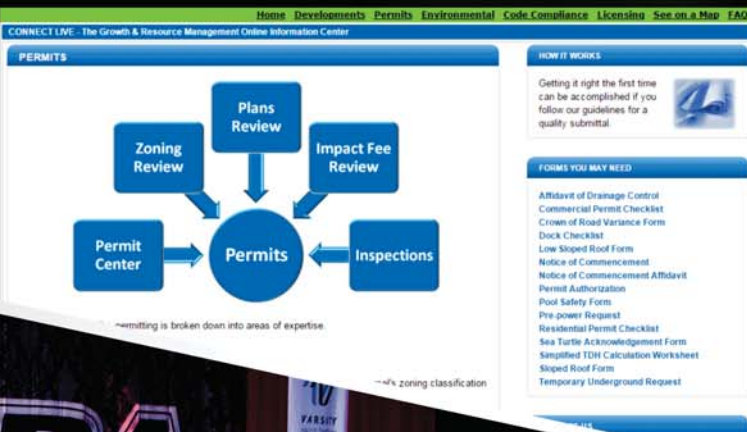 Home Developments Permits Environmental Code Compliance Licensing See on a Map FAQ
CONNECT LIVE - The Growth & Resource Management Online Information Center
PERMITS
Plans
Review
Zoning
Review
Impact Fee
Review
Permit
Center
Permits
Inspections
permitting is broken down into areas of expertise.
zoning classification
HOW IT WORKS
Getting it right the first time
can be accomplished if you
follow our guidelines for a
quality submittal.
FORMS YOU MAY NEED
Affidavit of Drainage Control
Commercial Permit Checklist
Crown of Road Variance Form
Dock Checklist
Low Sloped Roof Form
Notice of Commencement
Notice of Commencement Affidavit
Permit Authorization
Pool Safety Form
Pre-power Request
Residential Permit Checklist
Sea Turtle Acknowledgement Form
Simplified TDH Calculation Worksheet
Sloped Roof Form
Temporary Underground Request
VARSITY